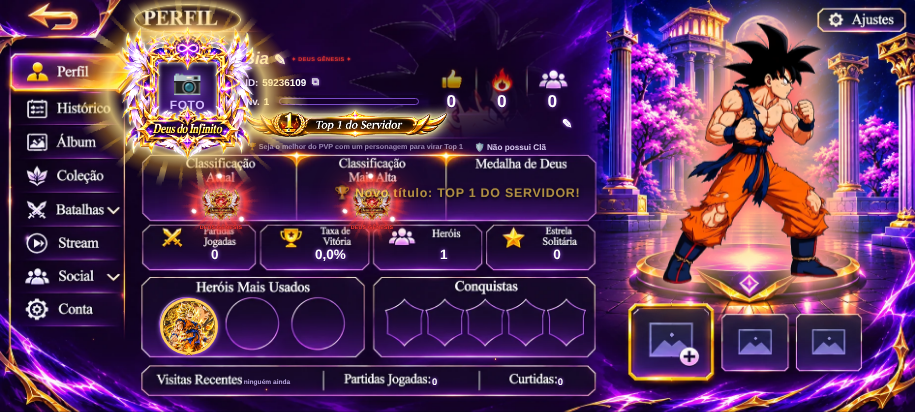 PERFIL
Ajustes
Perfil
Histórico
Álbum
Coleção
Batalhas
Stream
Social
Conta
FOTO
Deus do Infinito
• DEUS GÊNESIS •
ID: 59236109
Nv. 1
1
Top 1 do Servidor
0
0
0
Seja o melhor do PVP com um personagem para virar Top 1
Não possui Clã
Classificação
Atual
Classificação
Mais Alta
Medalha de Deus
Novo título: TOP 1 DO SERVIDOR!
Partidas
Jogadas
0
Taxa de
Vitória
0,0%
Heróis
1
Estrela
Solitária
0
Heróis Mais Usados
Conquistas
Visitas Recentes ninguém ainda
Partidas Jogadas: 0
Curtidas: 0